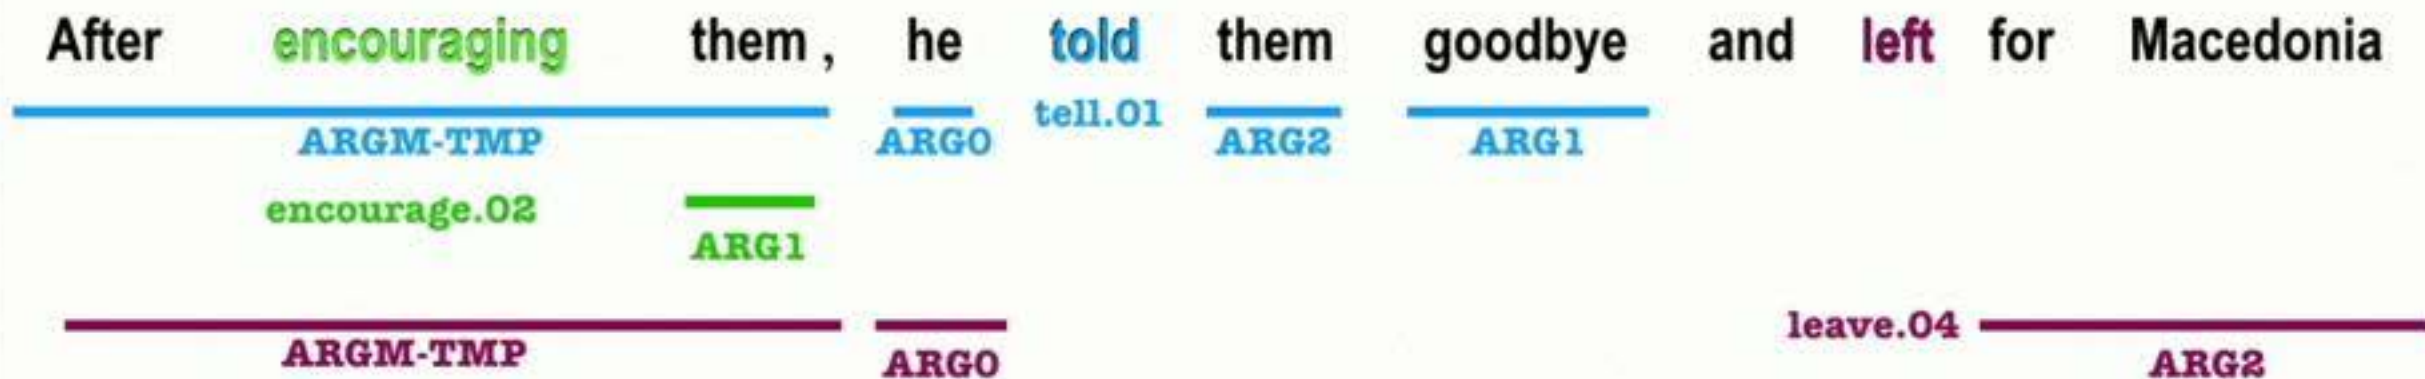 After encouraging them , he told them goodbye and left for Macedonia
tell.01
ARGM-TMP ARG0 ARG2 ARG1
encourage.02
ARG1
leave.04
ARGM-TMP ARG0 ARG2